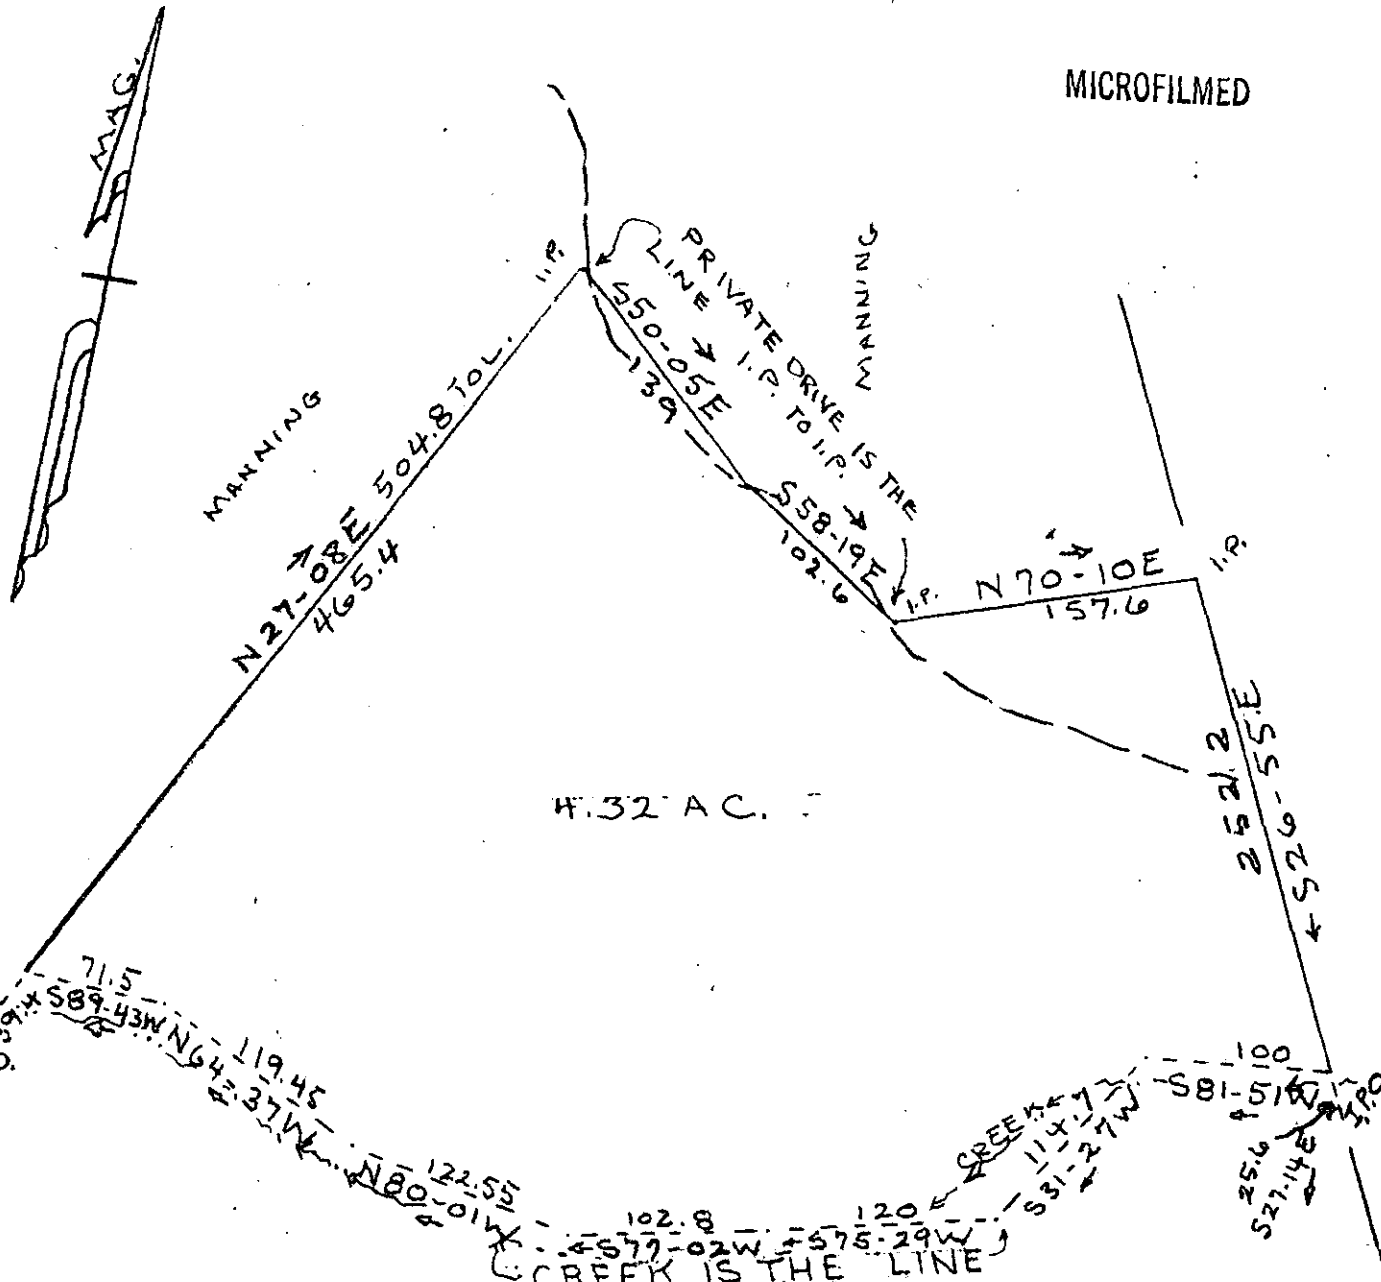 MICROFILMED
MAG.
I.P.
PRIVATE DRIVE IS THE
LINE I.P. TO I.P.
MANNING
S50-05E
139
MANNING
N27-08E 504.8 TOL.
465.4
S58-19E
102.6
I.P.
N70-10E
157.6
I.P.
252.2
S26-55E
4.32 AC.
71.5
S89-43W
39.4
119.45
N64-37W
122.55
N80-01W
102.8
S77-02W
120
S75-29W
CREEK
114.7
S31-27W
100
S81-51W
25.6
S27-14E
CREEK IS THE LINE